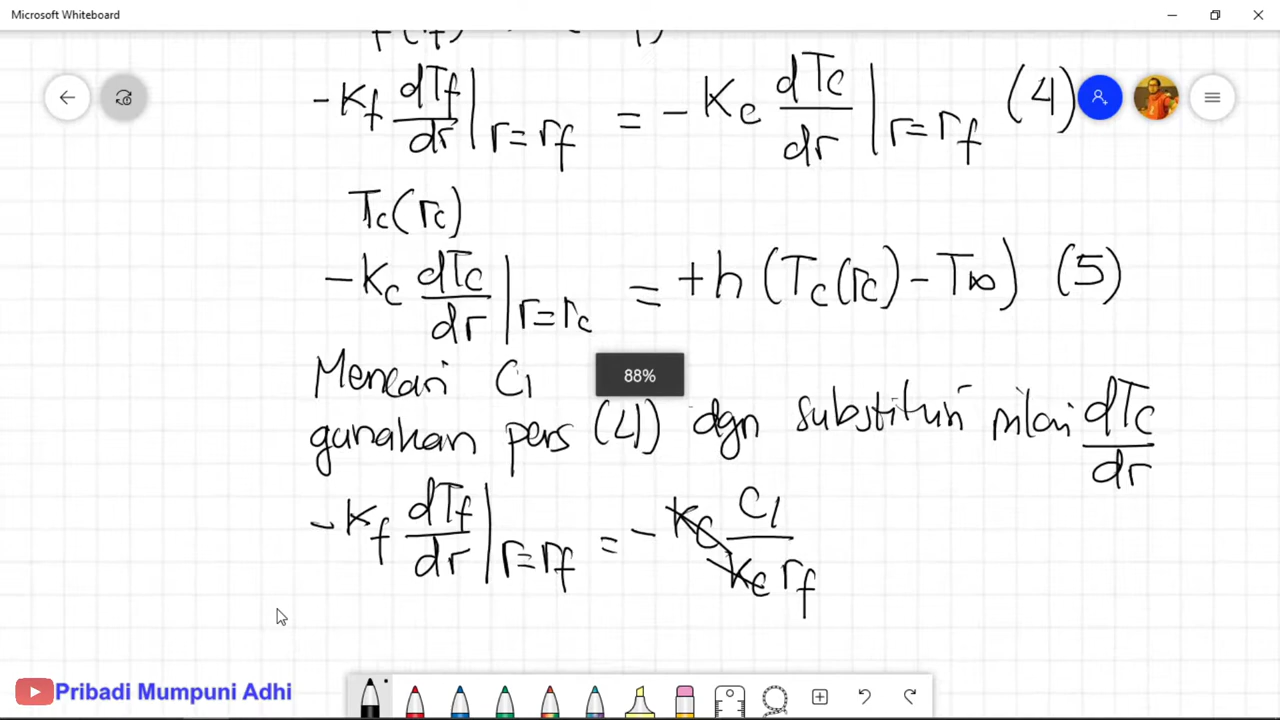 Microsoft Whiteboard
-Kf dTf/dr |r=rf = -Kc dTc/dr |r=rf (4)
Tc(rc)
-Kc dTc/dr |r=rc = +h (Tc(rc) - T∞) (5)
Mencari C1
88%
gunakan pers (4) dgn substitusi nilai dTc/dr
-Kf dTf/dr |r=rf = -Kc C1/Kc rf
Pribadi Mumpuni Adhi